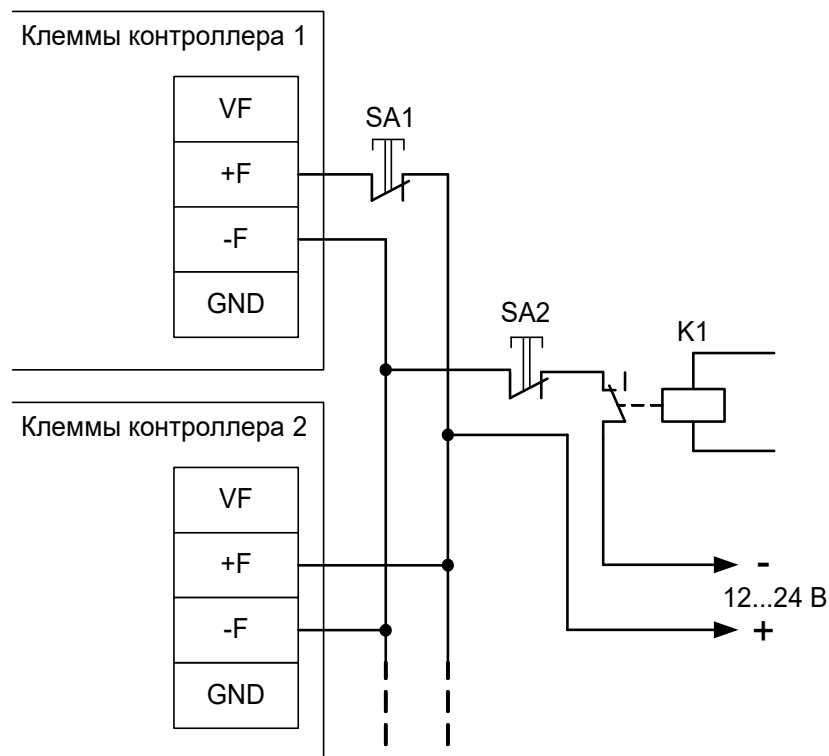 Клеммы контроллера 1
VF
+F
-F
GND
SA1
SA2
K1
Клеммы контроллера 2
VF
+F
-F
GND
-
12...24 В
+